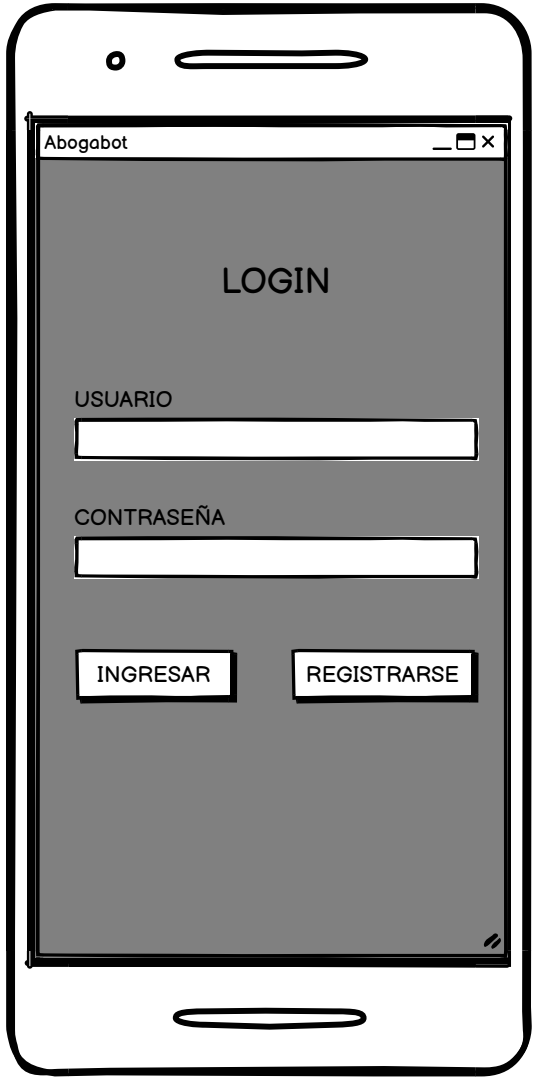 Abogabot
LOGIN
USUARIO
CONTRASEÑA
INGRESAR
REGISTRARSE